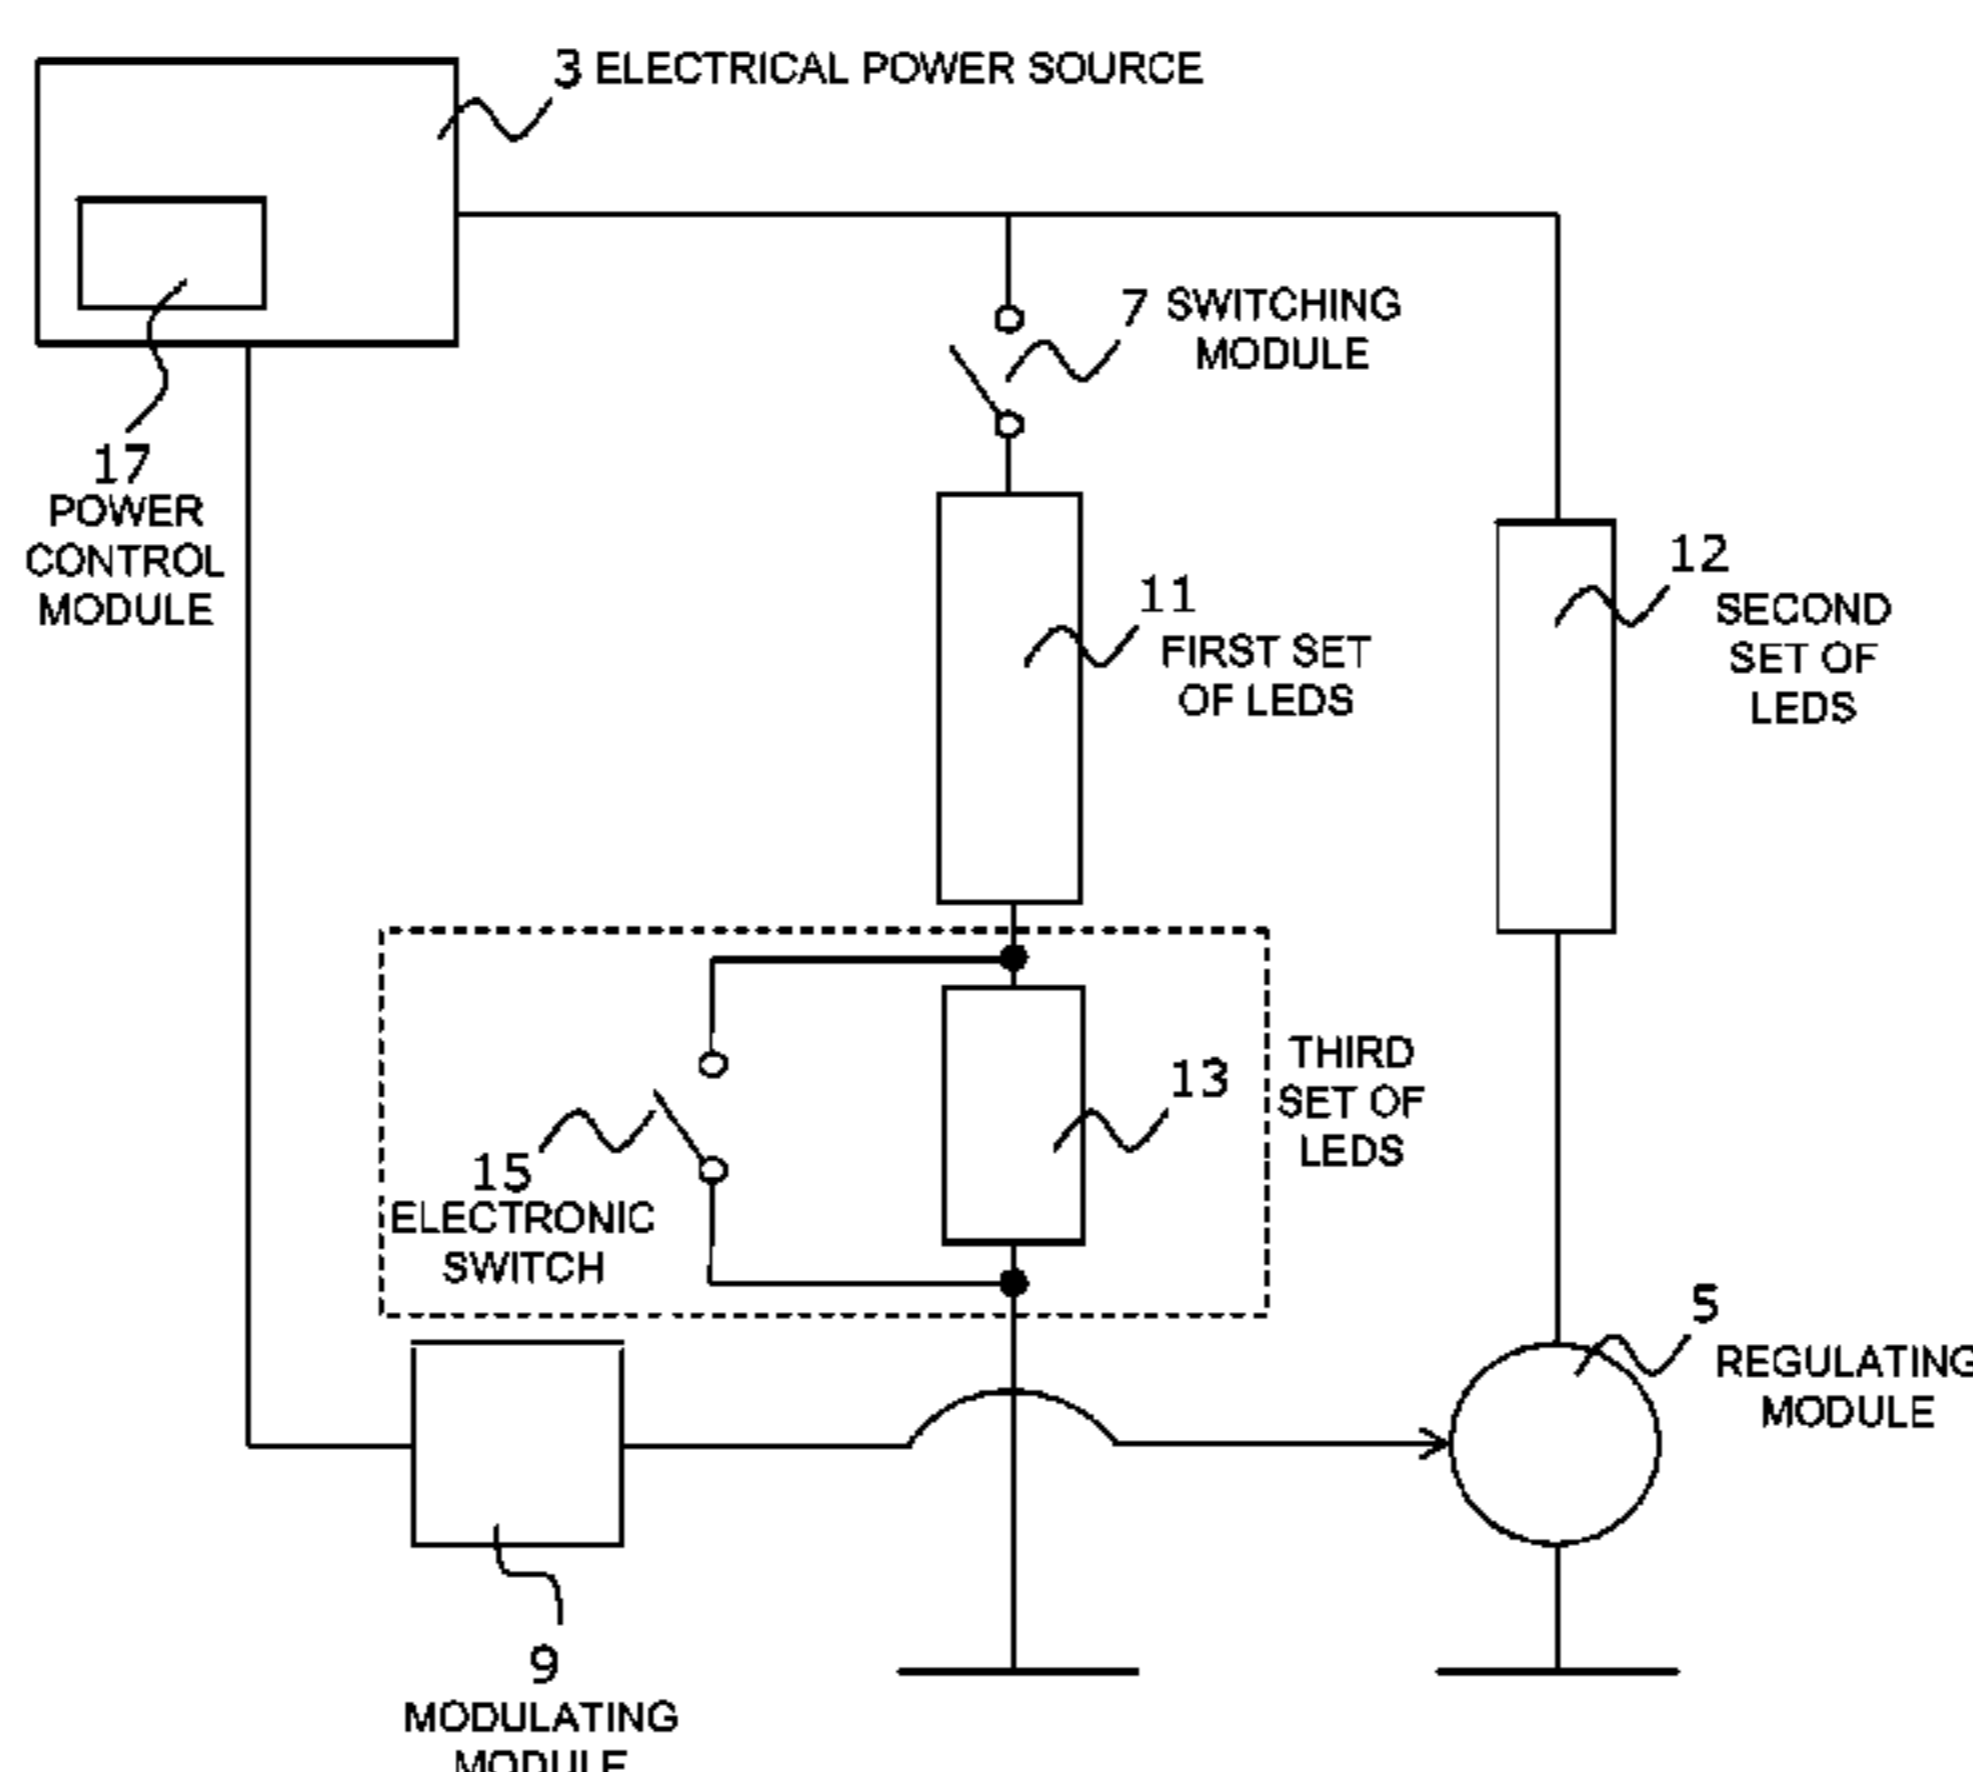 3 ELECTRICAL POWER SOURCE
7 SWITCHING
MODULE
17
POWER
CONTROL
MODULE
11
FIRST SET
OF LEDS
12
SECOND
SET OF
LEDS
THIRD
SET OF
LEDS
13
15
ELECTRONIC
SWITCH
5
REGULATING
MODULE
9
MODULATING
MODULE